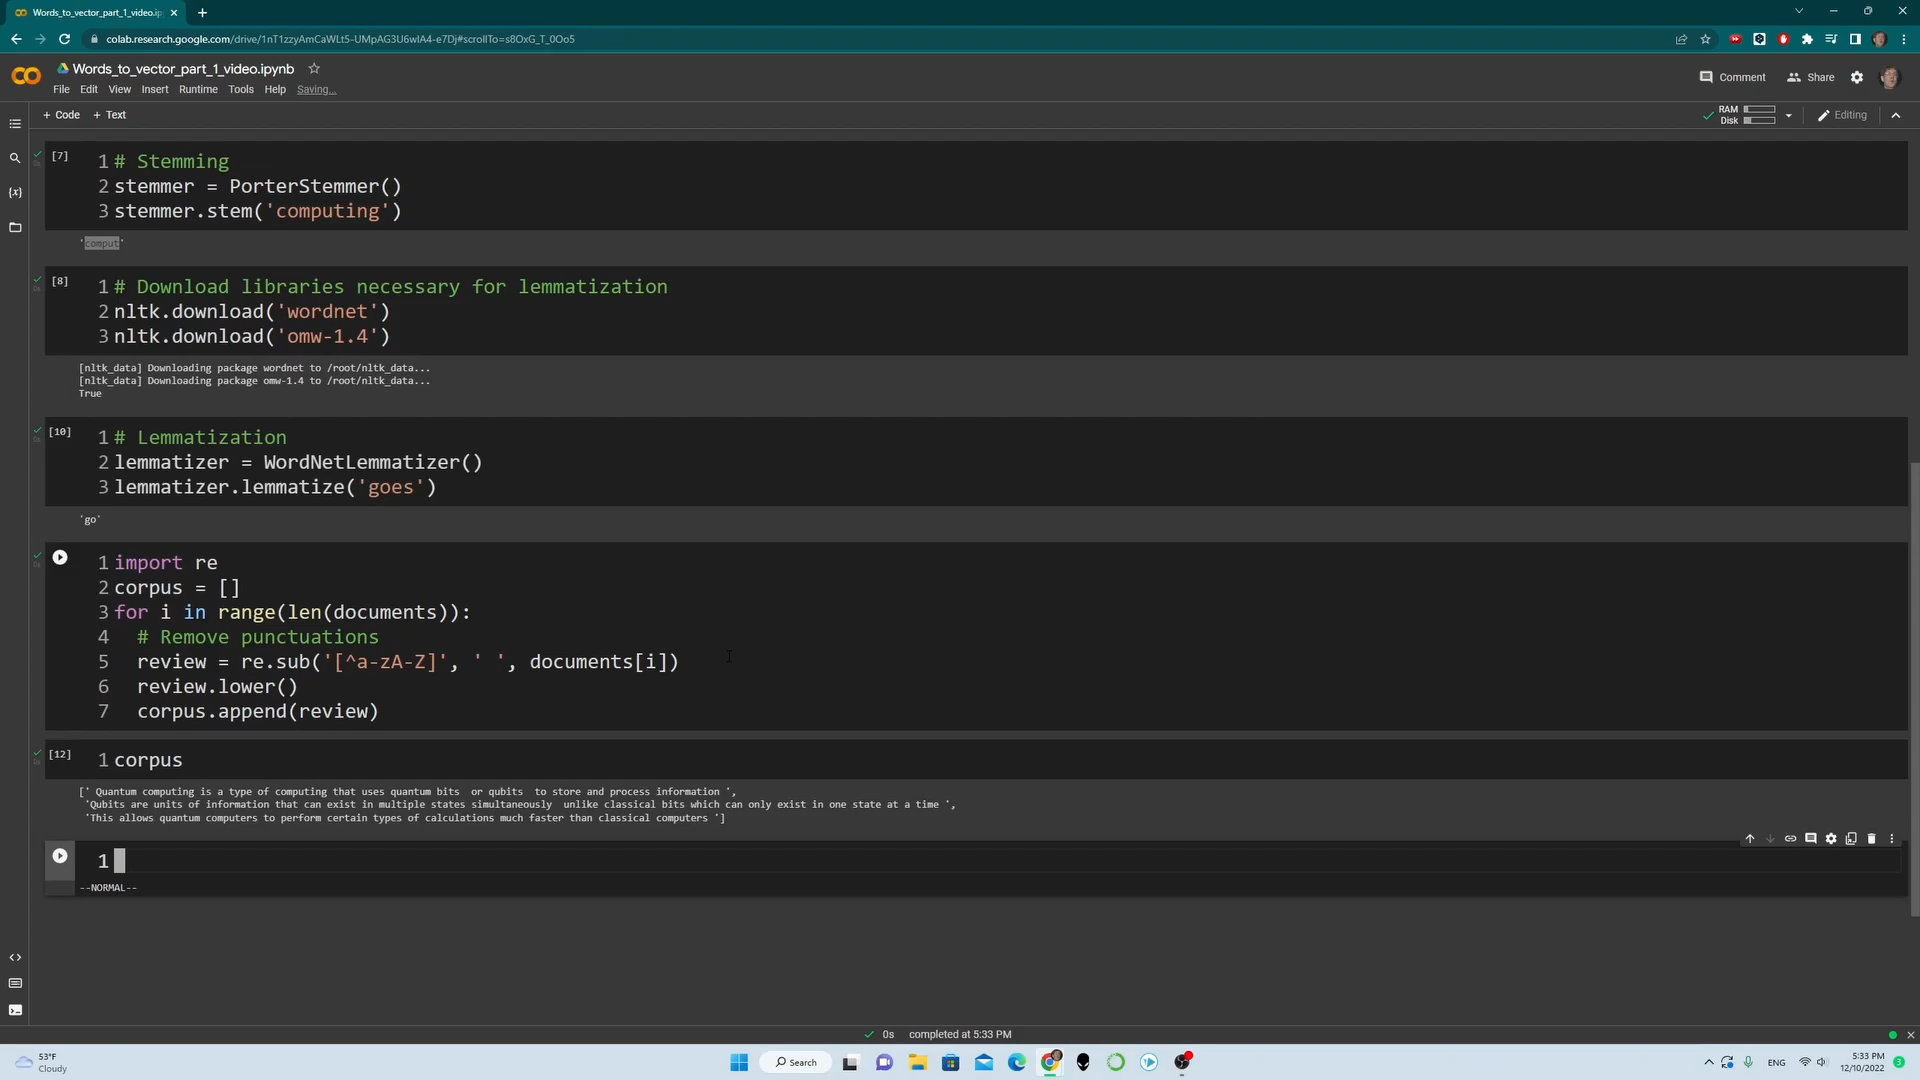 Words_to_vector_part_1_video.ip
colab.research.google.com/drive/1nT1zzyAmCaWLt5-UMpAG3U6wIA4-e7Dj#scrollTo=s8OxG_T_0Oo5
Words_to_vector_part_1_video.ipynb
File Edit View Insert Runtime Tools Help Saving...
Comment Share
+ Code + Text
RAM
Disk
Editing
[7]
1 # Stemming
2 stemmer = PorterStemmer()
3 stemmer.stem('computing')
'comput'
[8]
1 # Download libraries necessary for lemmatization
2 nltk.download('wordnet')
3 nltk.download('omw-1.4')
[nltk_data] Downloading package wordnet to /root/nltk_data...
[nltk_data] Downloading package omw-1.4 to /root/nltk_data...
True
[10]
1 # Lemmatization
2 lemmatizer = WordNetLemmatizer()
3 lemmatizer.lemmatize('goes')
'go'
1 import re
2 corpus = []
3 for i in range(len(documents)):
4 # Remove punctuations
5 review = re.sub('[^a-zA-Z]', ' ', documents[i])
6 review.lower()
7 corpus.append(review)
[12]
1 corpus
[' Quantum computing is a type of computing that uses quantum bits  or qubits  to store and process information ',
'Qubits are units of information that can exist in multiple states simultaneously  unlike classical bits which can only exist in one state at a time ',
'This allows quantum computers to perform certain types of calculations much faster than classical computers ']
1
--NORMAL--
0s completed at 5:33 PM
53°F
Cloudy
Search
ENG
5:33 PM
12/10/2022
3